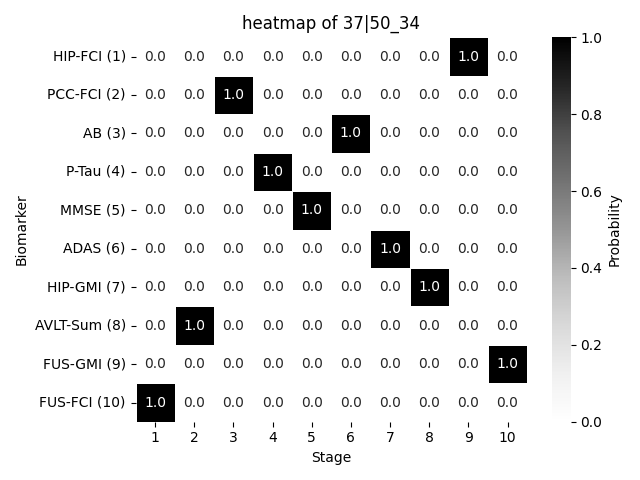 heatmap of 37|50_34
HIP-FCI (1) 0.0 0.0 0.0 0.0 0.0 0.0 0.0 0.0 1.0 0.0
PCC-FCI (2) 0.0 0.0 1.0 0.0 0.0 0.0 0.0 0.0 0.0 0.0
AB (3) 0.0 0.0 0.0 0.0 0.0 1.0 0.0 0.0 0.0 0.0
P-Tau (4) 0.0 0.0 0.0 1.0 0.0 0.0 0.0 0.0 0.0 0.0
MMSE (5) 0.0 0.0 0.0 0.0 1.0 0.0 0.0 0.0 0.0 0.0
ADAS (6) 0.0 0.0 0.0 0.0 0.0 0.0 1.0 0.0 0.0 0.0
HIP-GMI (7) 0.0 0.0 0.0 0.0 0.0 0.0 0.0 1.0 0.0 0.0
AVLT-Sum (8) 0.0 1.0 0.0 0.0 0.0 0.0 0.0 0.0 0.0 0.0
FUS-GMI (9) 0.0 0.0 0.0 0.0 0.0 0.0 0.0 0.0 0.0 1.0
FUS-FCI (10) 1.0 0.0 0.0 0.0 0.0 0.0 0.0 0.0 0.0 0.0
1 2 3 4 5 6 7 8 9 10
Stage
Biomarker
1.0
0.8
0.6
0.4
0.2
0.0
Probability